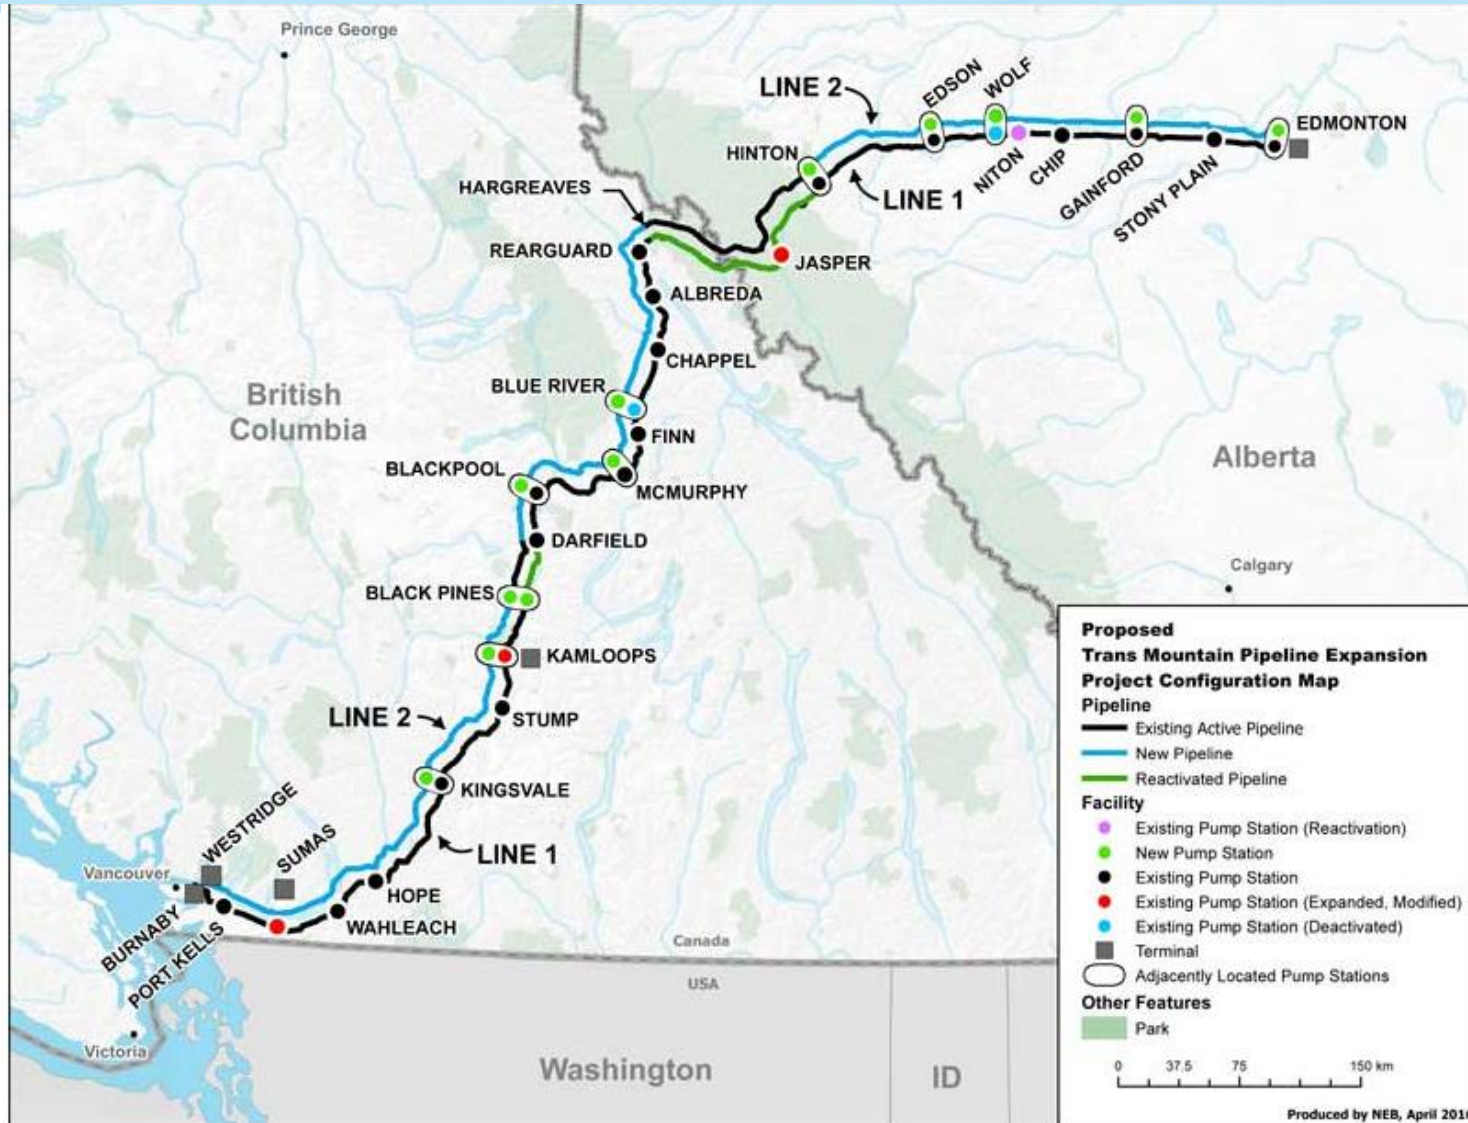 Prince George
LINE 2
EDSON
WOLF
EDMONTON
HINTON
NITON
CHIP
GAINFORD
STONY PLAIN
HARGREAVES
LINE 1
REARGUARD
JASPER
ALBREDA
CHAPPEL
BLUE RIVER
British
Columbia
FINN
Alberta
BLACKPOOL
MCMURPHY
DARFIELD
Calgary
BLACK PINES
KAMLOOPS
LINE 2
STUMP
KINGSVALE
WESTRIDGE
SUMAS
LINE 1
Vancouver
HOPE
WAHLEACH
BURNABY
PORT KELLS
Canada
USA
Victoria
Washington
ID
Proposed
Trans Mountain Pipeline Expansion
Project Configuration Map
Pipeline
Existing Active Pipeline
New Pipeline
Reactivated Pipeline
Facility
Existing Pump Station (Reactivation)
New Pump Station
Existing Pump Station
Existing Pump Station (Expanded, Modified)
Existing Pump Station (Deactivated)
Terminal
Adjacently Located Pump Stations
Other Features
Park
0 37.5 75 150 km
Produced by NEB, April 2016